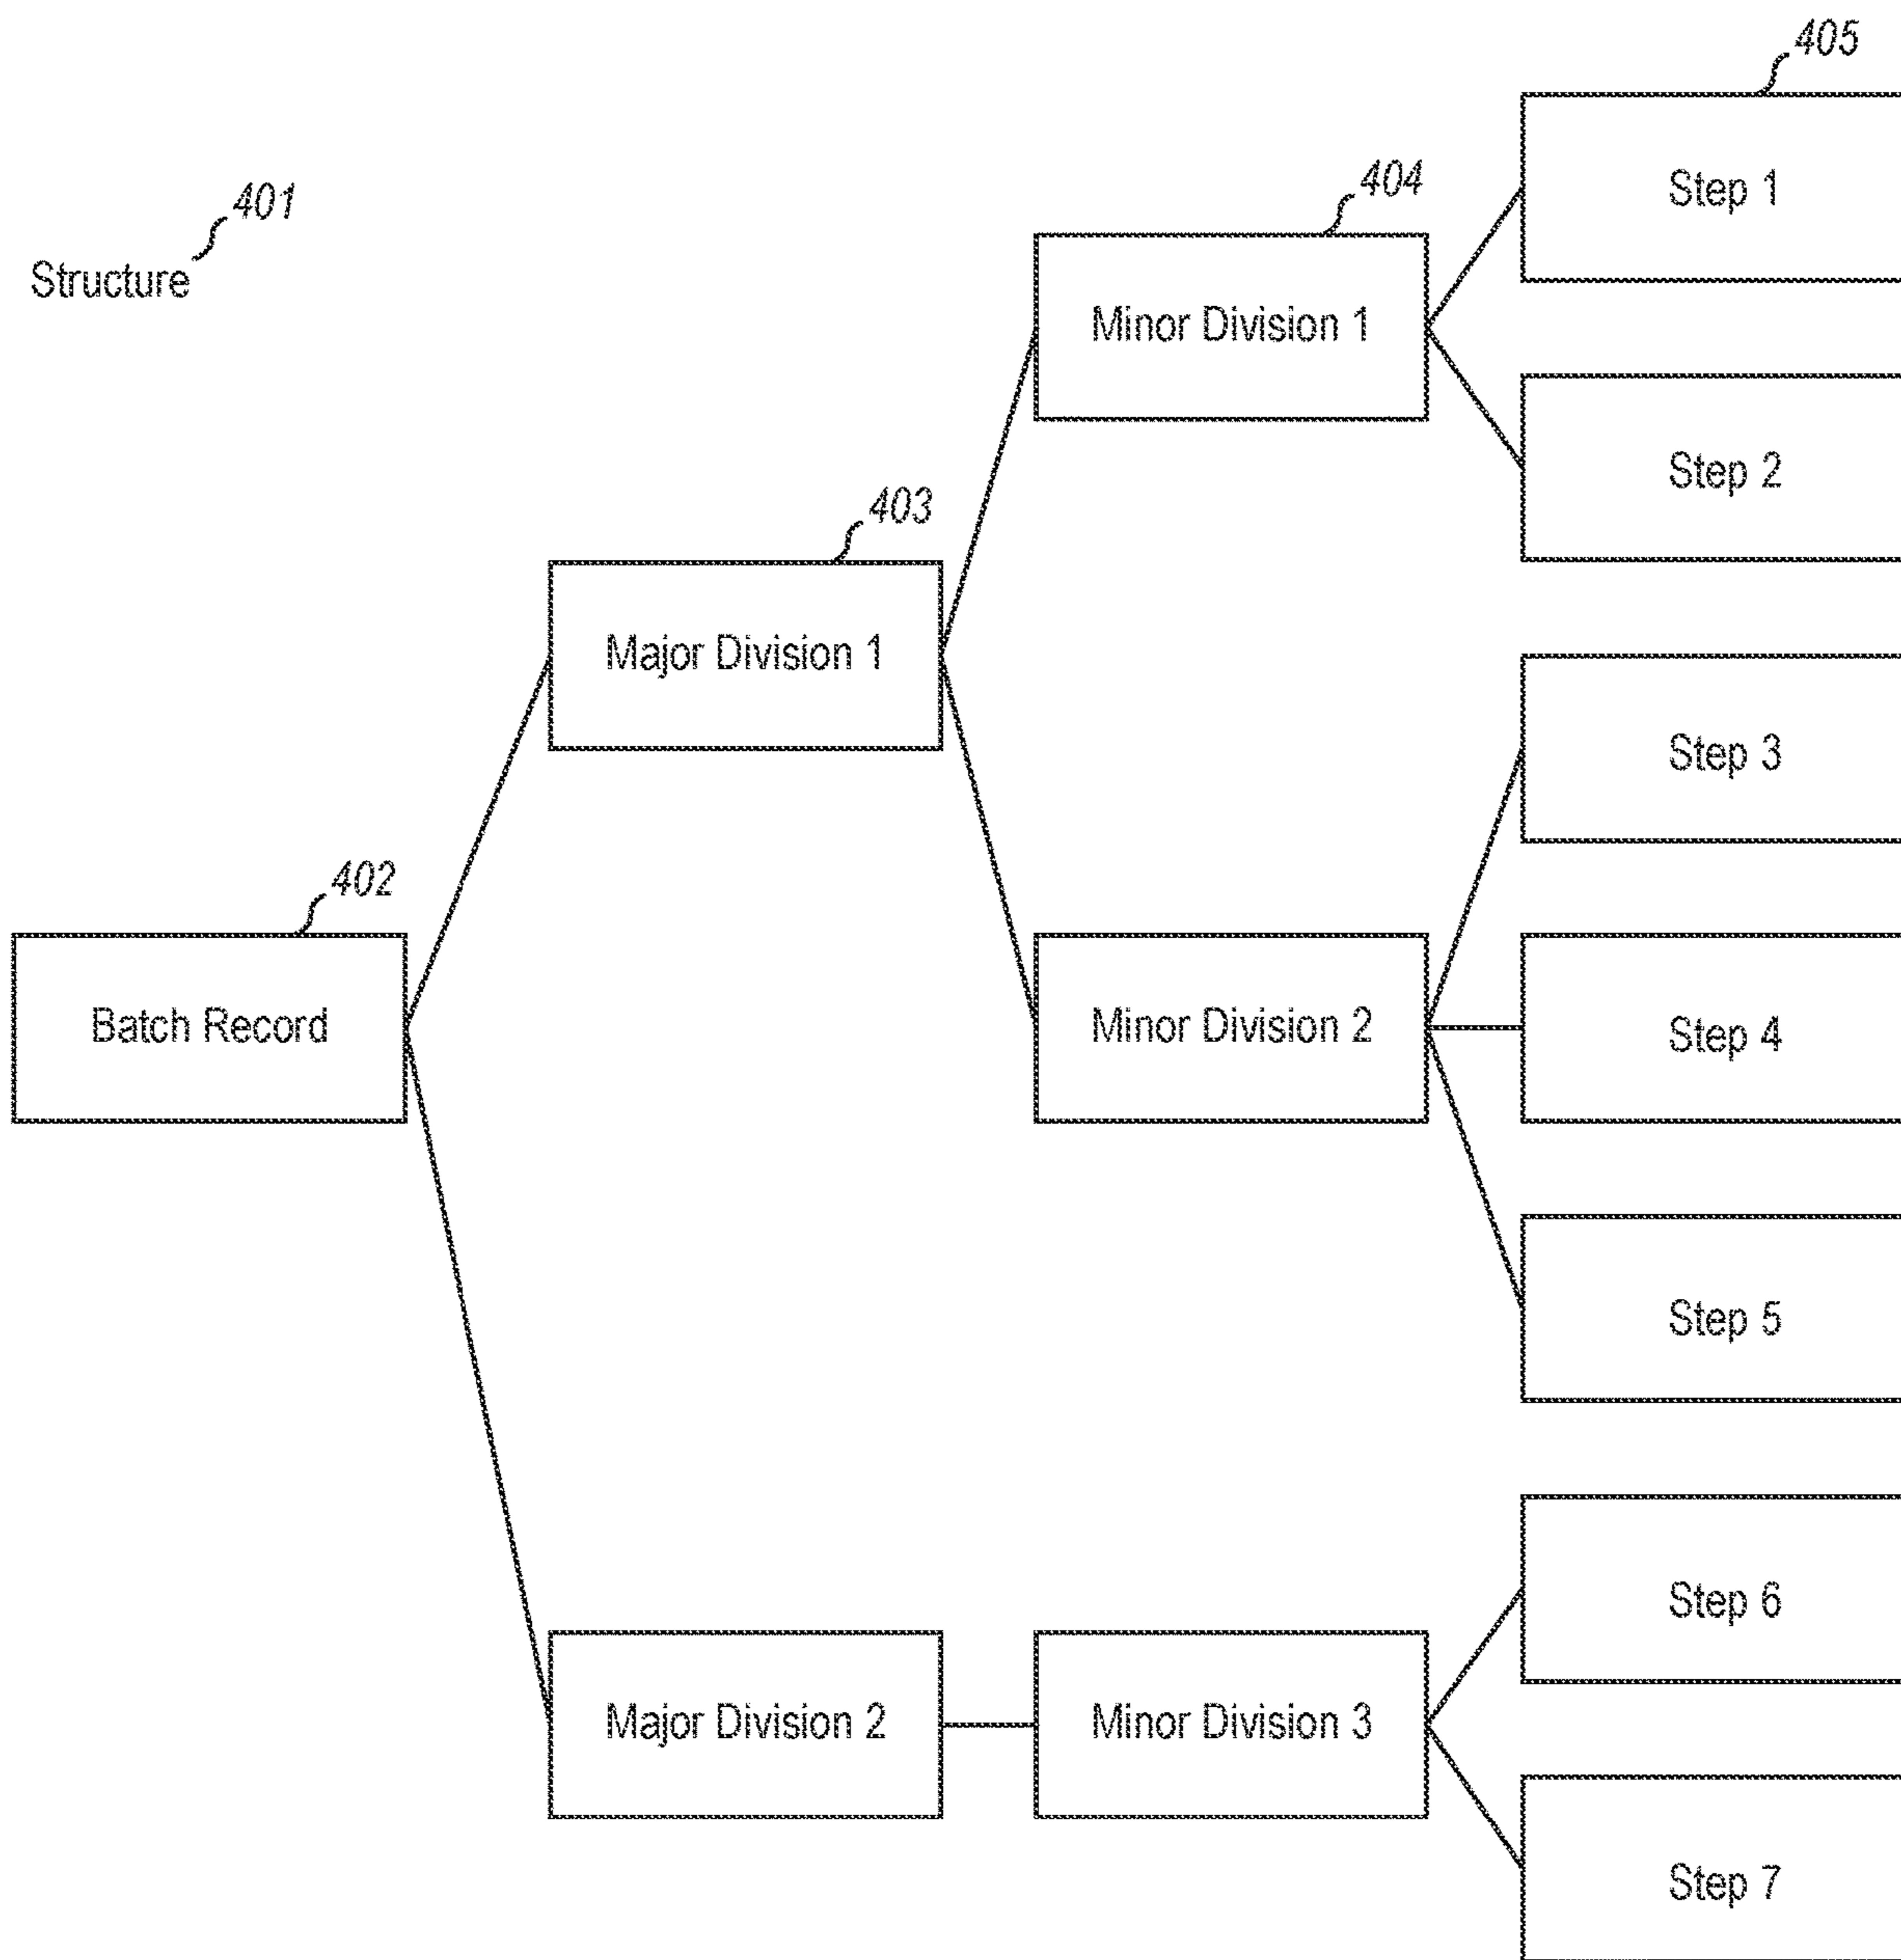 405
Step 1
404
401
Structure
Minor Division 1
Step 2
403
Major Division 1
Step 3
402
Batch Record
Minor Division 2
Step 4
Step 5
Step 6
Major Division 2
Minor Division 3
Step 7